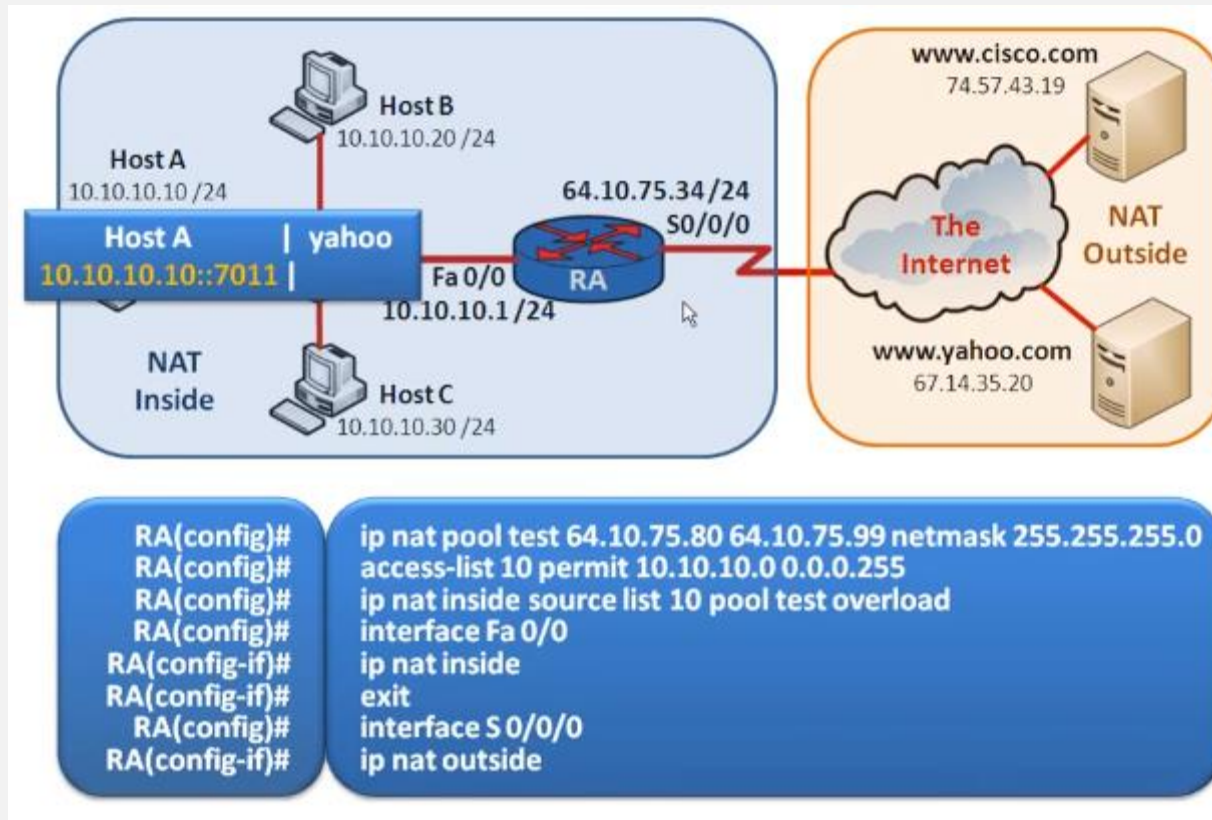 www.cisco.com
74.57.43.19
Host B
10.10.10.20 /24
Host A
10.10.10.10 /24
64.10.75.34 /24
S0/0/0
Host A | yahoo
10.10.10.10::7011 |
Fa 0/0
10.10.10.1 /24
RA
The
Internet
NAT
Outside
NAT
Inside
Host C
10.10.10.30 /24
www.yahoo.com
67.14.35.20
RA(config)# ip nat pool test 64.10.75.80 64.10.75.99 netmask 255.255.255.0
RA(config)# access-list 10 permit 10.10.10.0 0.0.0.255
RA(config)# ip nat inside source list 10 pool test overload
RA(config)# interface Fa 0/0
RA(config-if)# ip nat inside
RA(config-if)# exit
RA(config)# interface S 0/0/0
RA(config-if)# ip nat outside